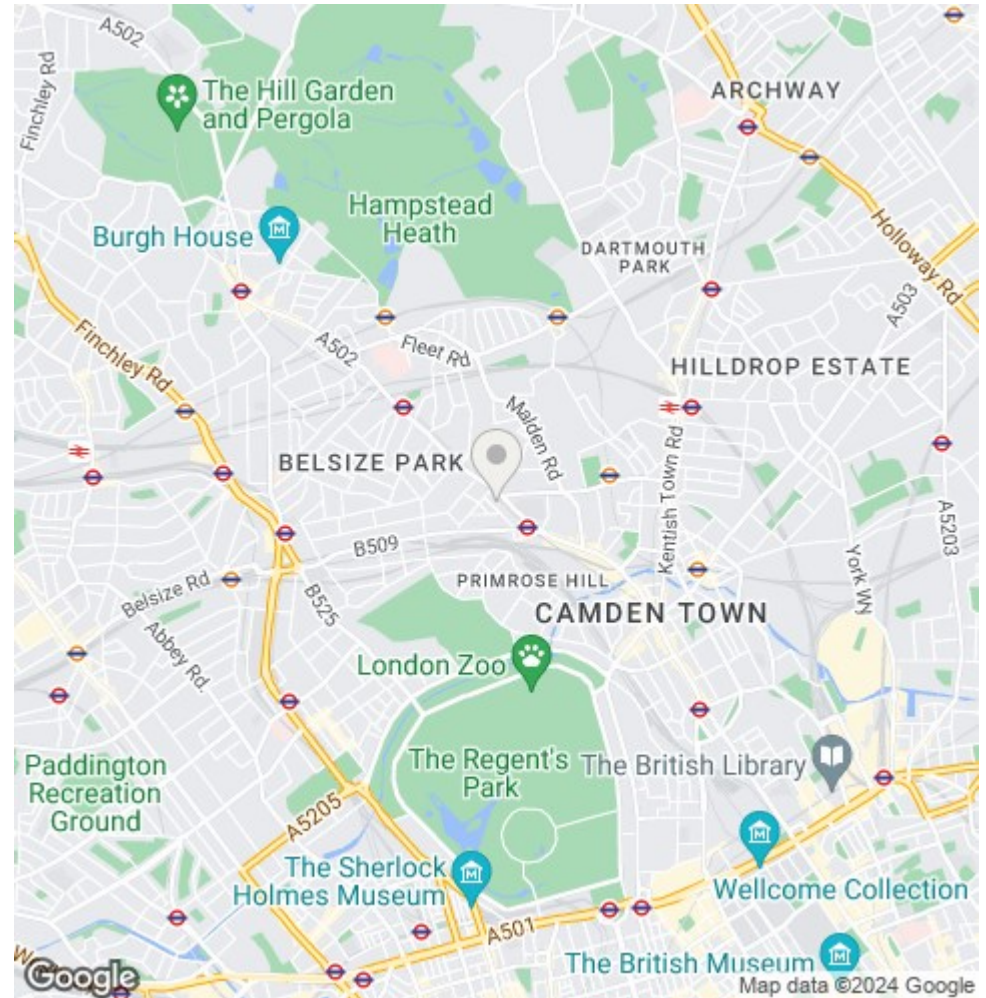 A502
Finchley Rd
The Hill Garden
and Pergola
ARCHWAY
Hampstead
Heath
Burgh House
DARTMOUTH
PARK
Holloway Rd
A503
Finchley Rd
A502
Fleet Rd
HILLDROP ESTATE
Malden Rd
BELSIZE PARK
Kentish Town Rd
A5203
B509
York Wy
PRIMROSE HILL
Belsize Rd
B525
CAMDEN TOWN
Abbey Rd.
London Zoo
The Regent's
Park
The British Library
Paddington
Recreation
Ground
A5205
The Sherlock
Holmes Museum
Wellcome Collection
A501
The British Museum
Google
Map data ©2024 Google